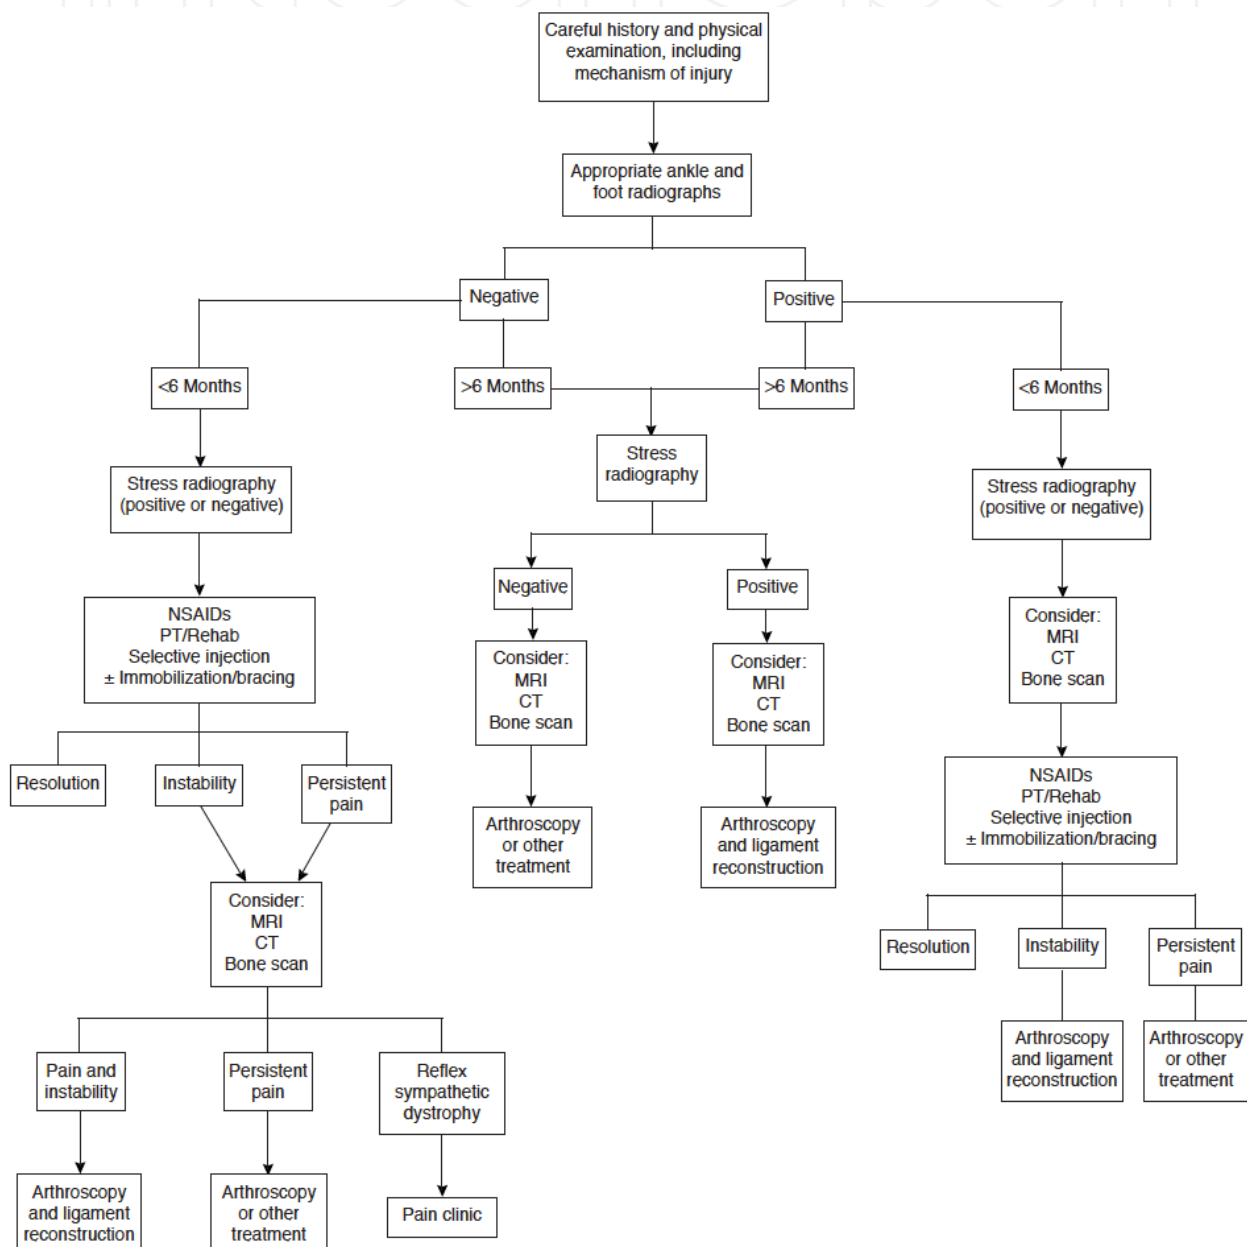 Careful history and physical
examination, including
mechanism of injury
Appropriate ankle and
foot radiographs
Negative
Positive
<6 Months
>6 Months
>6 Months
<6 Months
Stress radiography
(positive or negative)
Stress
radiography
Stress radiography
(positive or negative)
Negative
Positive
NSAIDs
PT/Rehab
Selective injection
± Immobilization/bracing
Consider:
MRI
CT
Bone scan
Consider:
MRI
CT
Bone scan
Consider:
MRI
CT
Bone scan
Resolution
Instability
Persistent
pain
Arthroscopy
or other
treatment
Arthroscopy
and ligament
reconstruction
NSAIDs
PT/Rehab
Selective injection
± Immobilization/bracing
Consider:
MRI
CT
Bone scan
Resolution
Instability
Persistent
pain
Pain and
instability
Persistent
pain
Reflex
sympathetic
dystrophy
Arthroscopy
and ligament
reconstruction
Arthroscopy
or other
treatment
Arthroscopy
and ligament
reconstruction
Arthroscopy
or other
treatment
Pain clinic